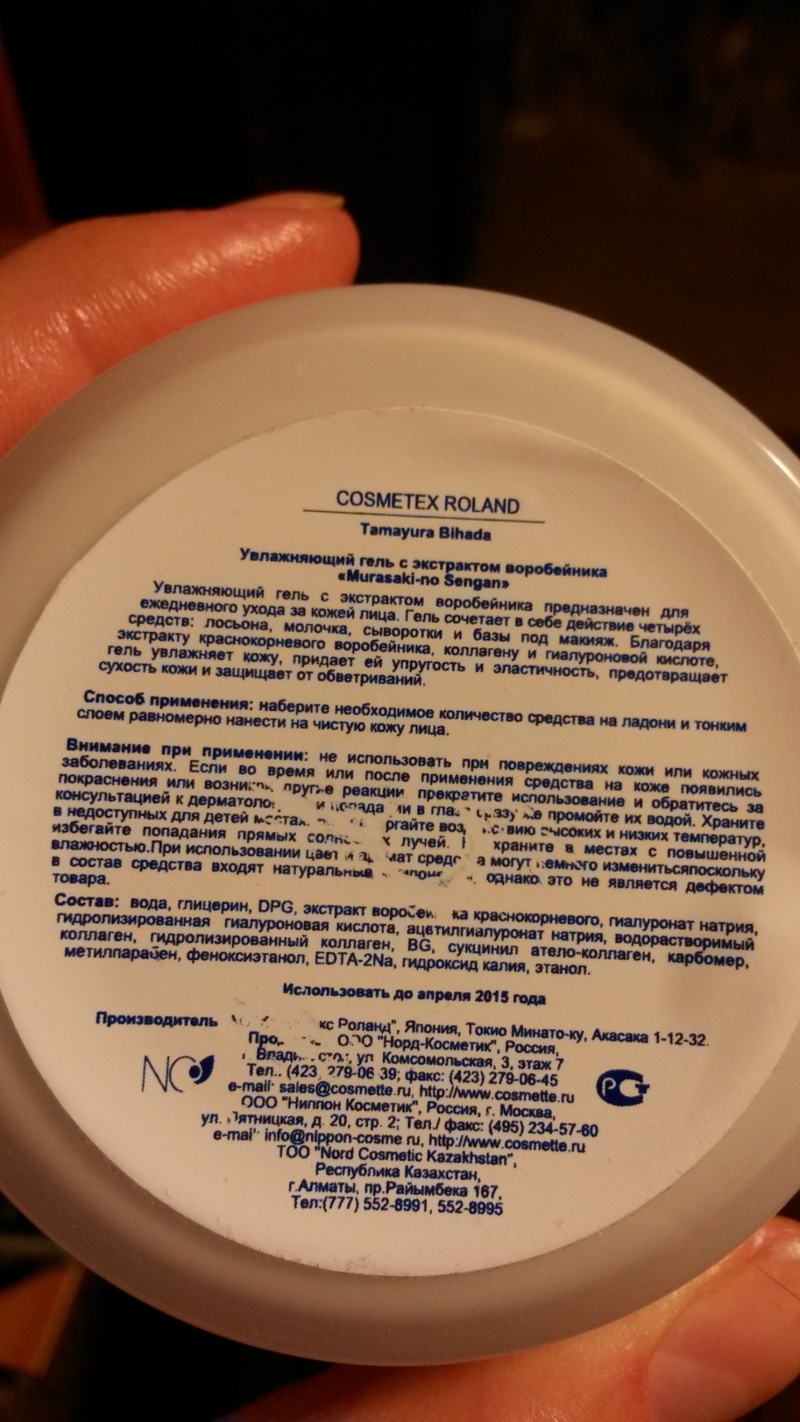 COSMETEX ROLAND
Tamayura Bihada
Увлажняющий гель с экстрактом воробейника
«Murasaki-no Sengan»
Увлажняющий гель с экстрактом воробейника предназначен для
ежедневного ухода за кожей лица. Гель сочетает в себе действие четырёх
средств: лосьона, молочка, сыворотки и базы под макияж. Благодаря
экстракту краснокорневого воробейника, коллагену и гиалуроновой кислоте,
гель увлажняет кожу, придает ей упругость и эластичность, предотвращает
сухость кожи и защищает от обветриваний.
Способ применения: наберите необходимое количество средства на ладони и тонким
слоем равномерно нанести на чистую кожу лица.
Внимание при применении: не использовать при повреждениях кожи или кожных
заболеваниях. Если во время или после применения средства на коже появились
покраснения или другие реакции прекратите использование и обратитесь за
консультацией к и в промойте их водой. Храните
в недоступных для детей высоких и низких температур,
избегайте попадания прямых лучей. храните в местах с повышенной
влажностью.При использовании цвет могут немного изменитьсяпоскольку
в состав средства входят натуральные однако это не является дефектом
товара.
Состав: вода, глицерин, DPG, экстракт краснокорневого, гиалуронат натрия,
гидролизированная гиалуроновая кислота, ацетилгиалуронат натрия, водорастворимый
коллаген, гидролизированный коллаген, BG, сукцинил ателo-коллаген, карбомер,
метилпарабен, феноксиэтанол, EDTA-2Na, гидроксид калия, этанол.
Использовать до апреля 2015 года
Производитель Роланд", Япония, Токио Минато-ку, Акасака 1-12-32.
ООО "Норд-Косметик", Россия,
ул Комсомольская, 3, этаж 7
Тел.. (423) 279-06 39; факс: (423) 279-06-45
e-mail: sales@cosmette.ru, http://www.cosmette.ru
ООО "Ниппон Косметик", Россия, г. Москва,
ул. Пятницкая, д. 20, стр. 2; Тел./ факс: (495) 234-57-60
e-mail info@nippon-cosme ru, http://www.cosmette.ru
ТОО "Nord Cosmetic Kazakhstan",
Республика Казахстан,
г.Алматы, пр.Райымбека 167,
Тел:(777) 552-8991, 552-8995
NC
РСТ